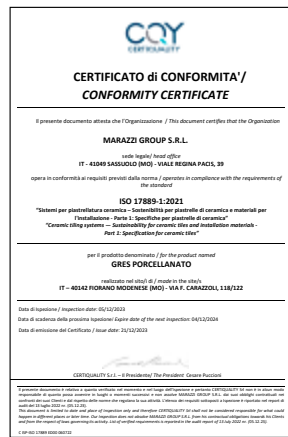 CQY
CERTIQUALITY
CERTIFICATO di CONFORMITA'/
CONFORMITY CERTIFICATE
Il presente documento attesta che l'Organizzazione / This document certifies that the Organization
MARAZZI GROUP S.R.L.
sede legale/ head office
IT - 41049 SASSUOLO (MO) - VIALE REGINA PACIS, 39
opera in conformità ai requisiti previsti dalla norma / operates in compliance with the requirements of
the standard
ISO 17889-1:2021
"Sistemi per piastrellatura ceramica – Sostenibilità per piastrelle di ceramica e materiali per
l'installazione - Parte 1: Specifiche per piastrelle di ceramica"
"Ceramic tiling systems — Sustainability for ceramic tiles and installation materials -
Part 1: Specification for ceramic tiles"
per il prodotto denominato / for the product named
GRES PORCELLANATO
realizzato nel sito/i di / made in the site/s
IT – 40142 FIORANO MODENESE (MO) - VIA F. CARAZZOLI, 118/122
Data di Ispezione / Inspection date: 05/12/2023
Data di scadenza della prossima Ispezione/ Expire date of the next inspection: 04/12/2024
Data di emissione del Certificato / Issue date: 21/12/2023
CERTIQUALITY S.r.l. – Il Presidente/ The President Cesare Puccioni